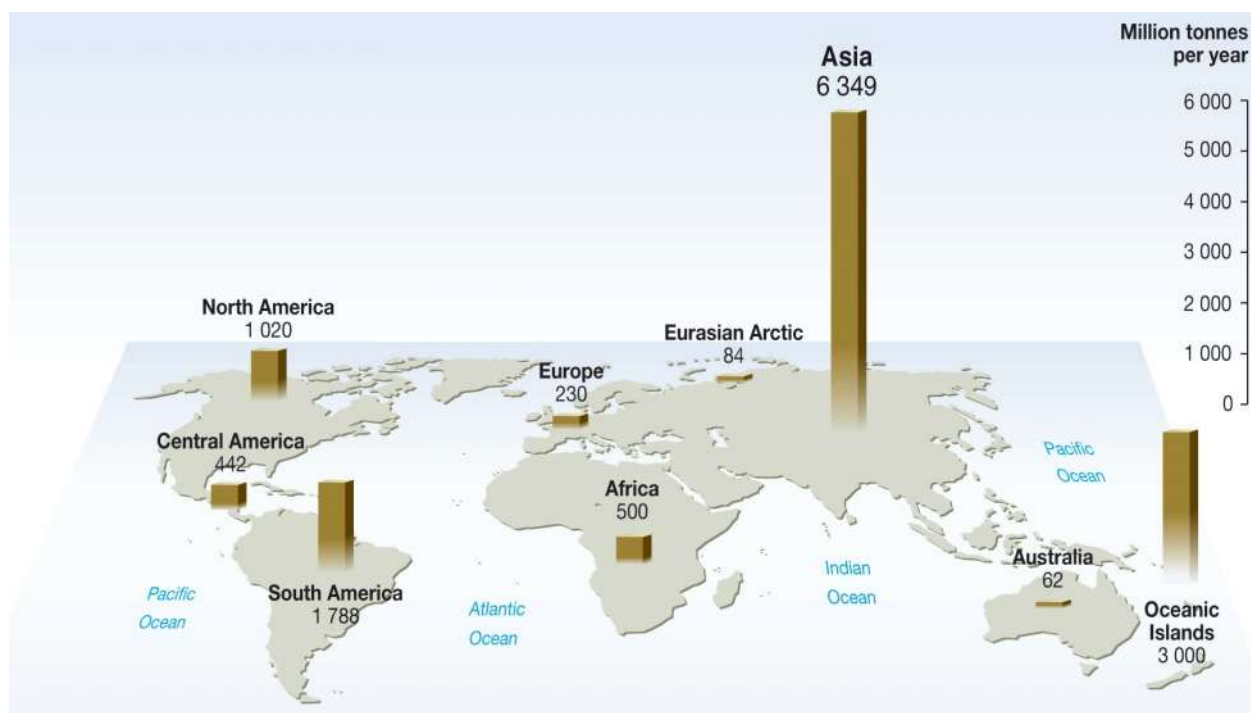 Million tonnes
per year
6 000
5 000
4 000
3 000
2 000
1 000
0
Asia
6 349
North America
1 020
Eurasian Arctic
84
Europe
230
Central America
442
Pacific
Ocean
Africa
500
South America
1 788
Pacific
Ocean
Atlantic
Ocean
Indian
Ocean
Australia
62
Oceanic
Islands
3 000